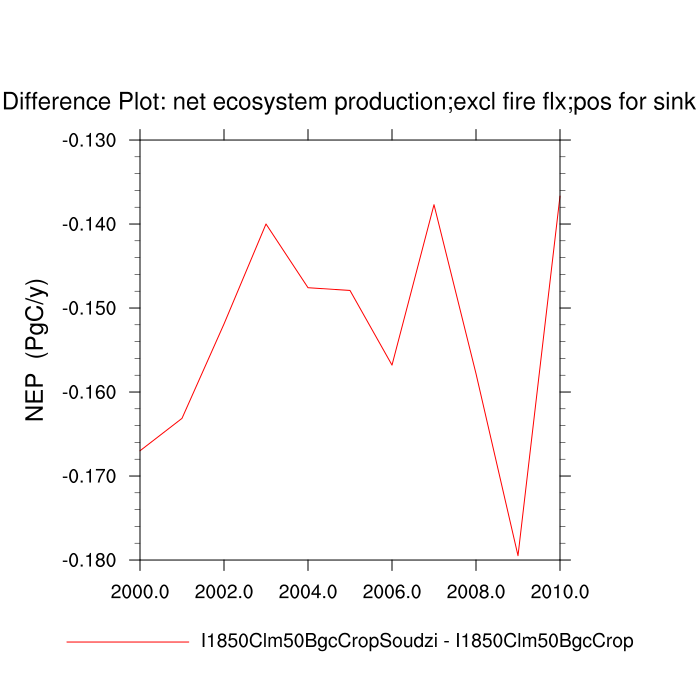 Difference Plot: net ecosystem production;excl fire flx;pos for sink
-0.130
-0.140
-0.150
-0.160
-0.170
-0.180
NEP (PgC/y)
2000.0 2002.0 2004.0 2006.0 2008.0 2010.0
I1850Clm50BgcCropSoudzi - I1850Clm50BgcCrop